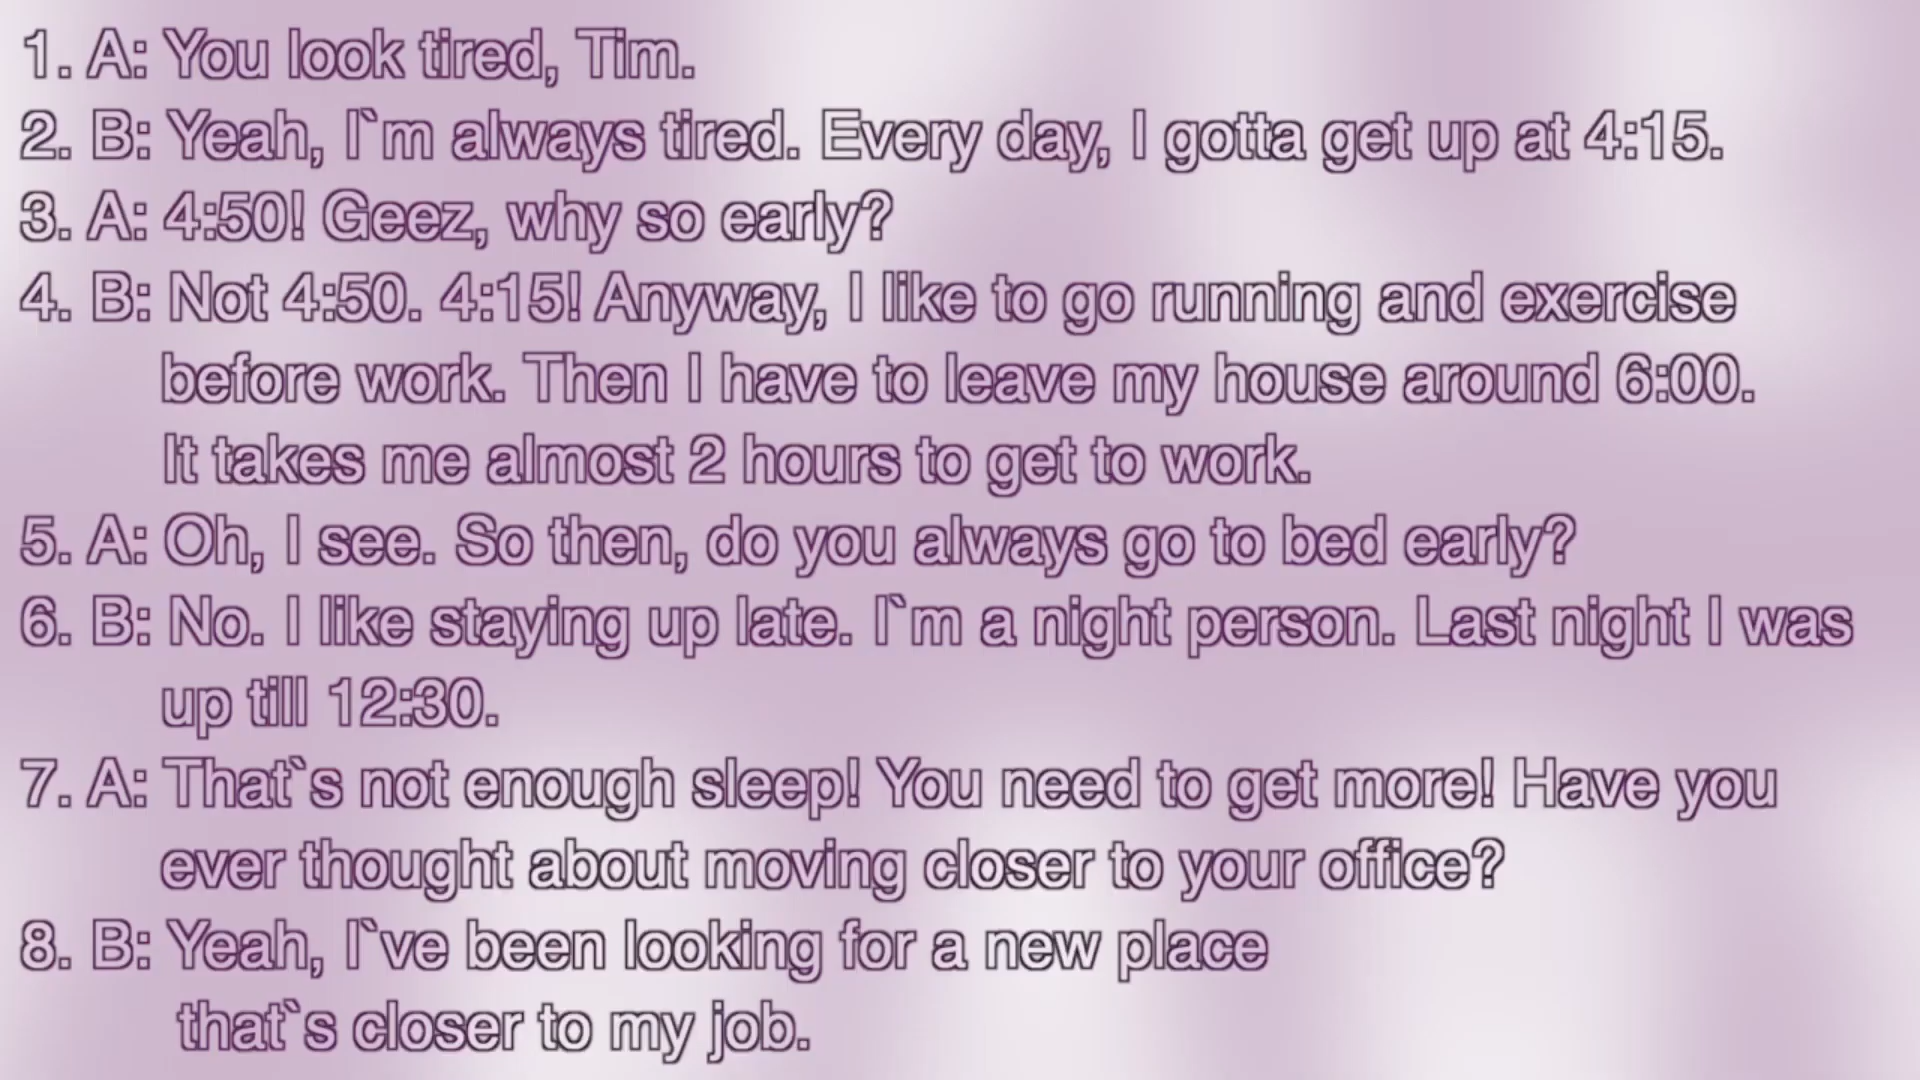 1. A: You look tired, Tim.
2. B: Yeah, I`m always tired. Every day, I gotta get up at 4:15.
3. A: 4:50! Geez, why so early?
4. B: Not 4:50. 4:15! Anyway, I like to go running and exercise
before work. Then I have to leave my house around 6:00.
It takes me almost 2 hours to get to work.
5. A: Oh, I see. So then, do you always go to bed early?
6. B: No. I like staying up late. I`m a night person. Last night I was
up till 12:30.
7. A: That`s not enough sleep! You need to get more! Have you
ever thought about moving closer to your office?
8. B: Yeah, I`ve been looking for a new place
that`s closer to my job.